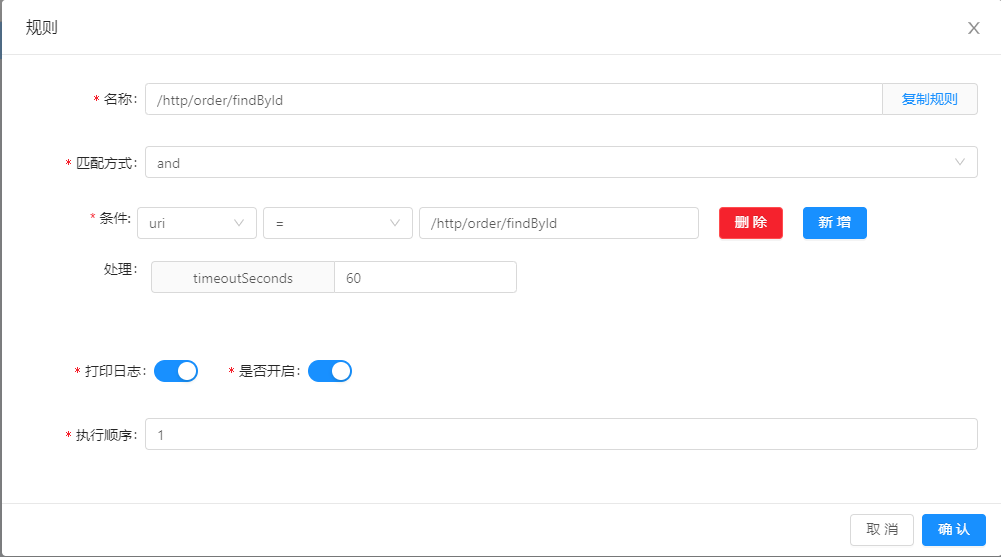 规则
* 名称: /http/order/findById 复制规则
* 匹配方式: and
* 条件: uri = /http/order/findById 删除 新增
处理: timeoutSeconds 60
* 打印日志: * 是否开启:
* 执行顺序: 1
取消 确认